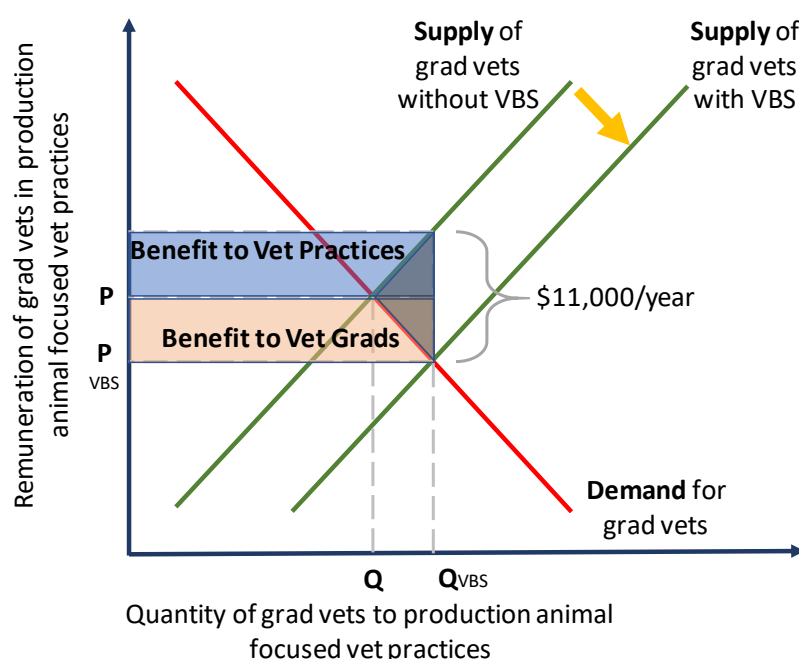 Remuneration of grad vets in production
animal focused vet practices
Supply of
grad vets
without VBS
Supply of
grad vets
with VBS
Benefit to Vet Practices
P
$11,000/year
Benefit to Vet Grads
P
VBS
Demand for
grad vets
Q
QVBS
Quantity of grad vets to production animal
focused vet practices